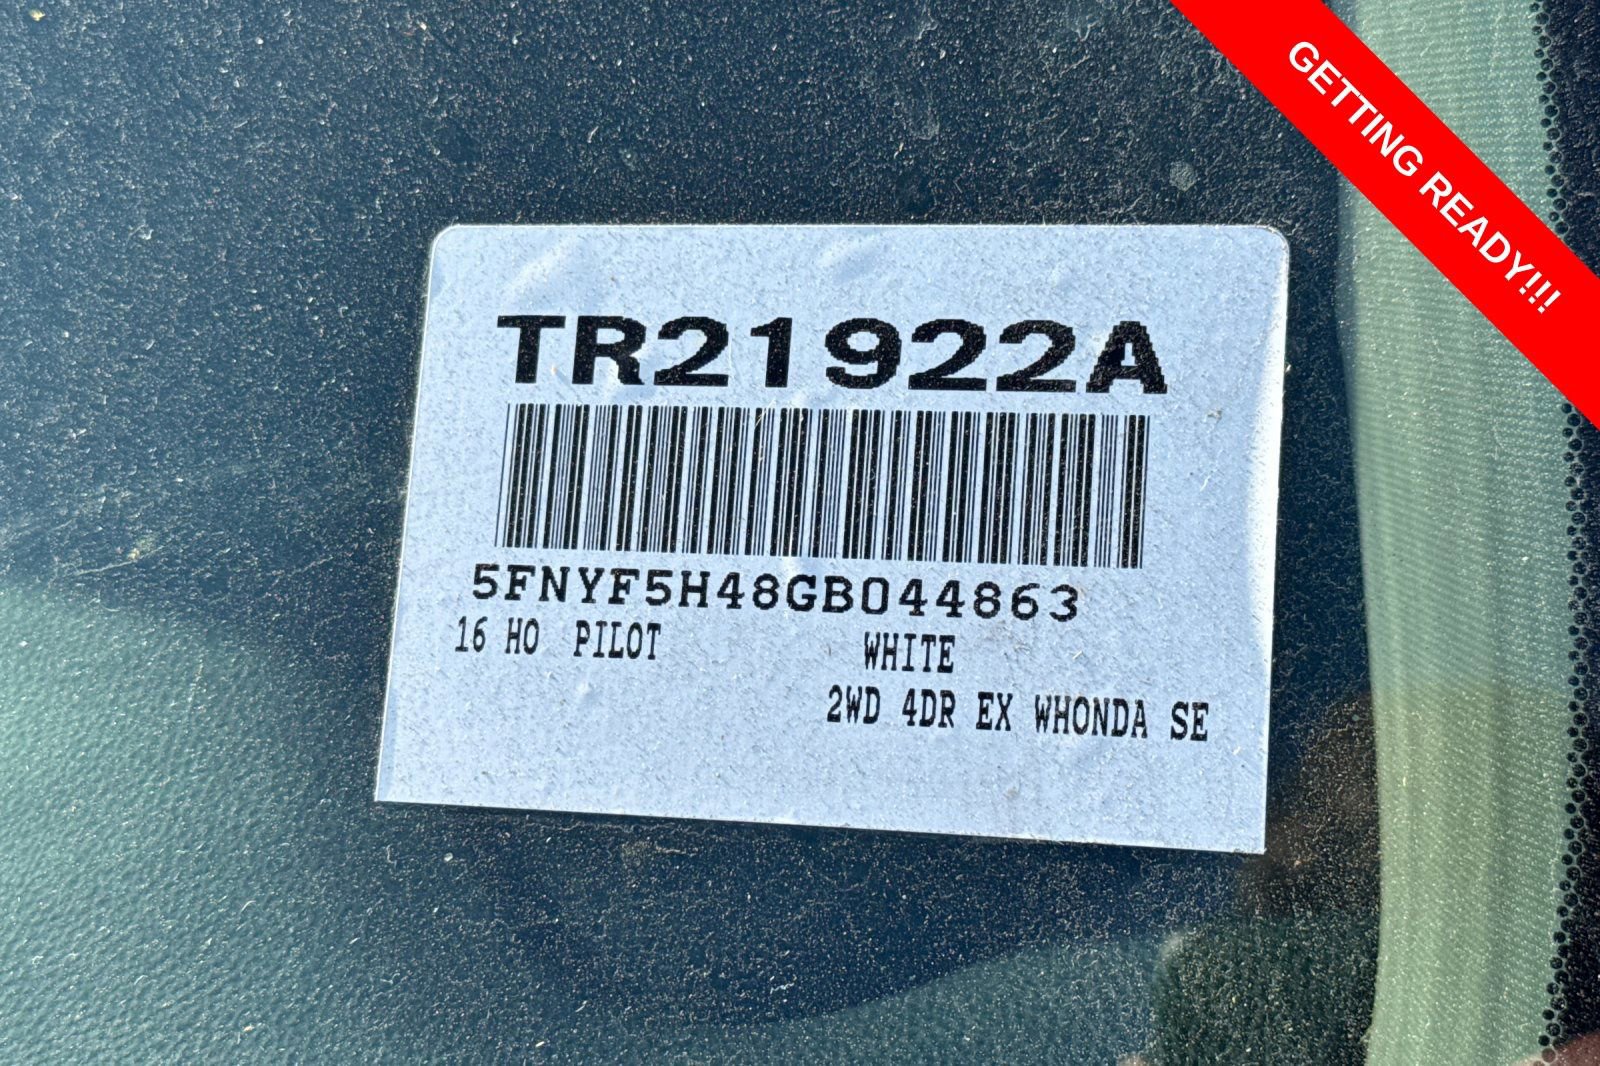 GETTING READY!!!
TR21922A
5FNYF5H48GB044863
16 HO PILOT WHITE
2WD 4DR EX WHONDA SE